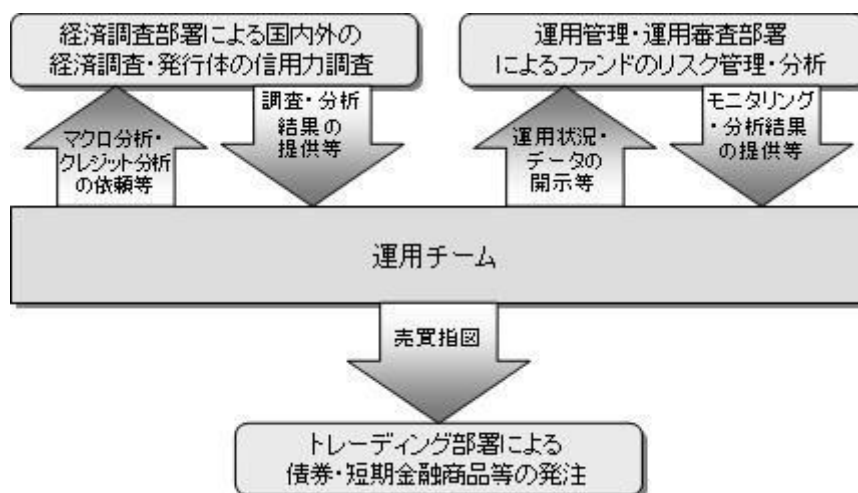 経済調査部署による国内外の
経済調査・発行体の信用力調査
運用管理・運用審査部署
によるファンドのリスク管理・分析
マクロ分析・
クレジット分析
の依頼等
調査・分析
結果の
提供等
運用状況・
データの
開示等
モニタリング
・分析結果
の提供等
運用チーム
売買指図
トレーディング部署による
債券・短期金融商品等の発注